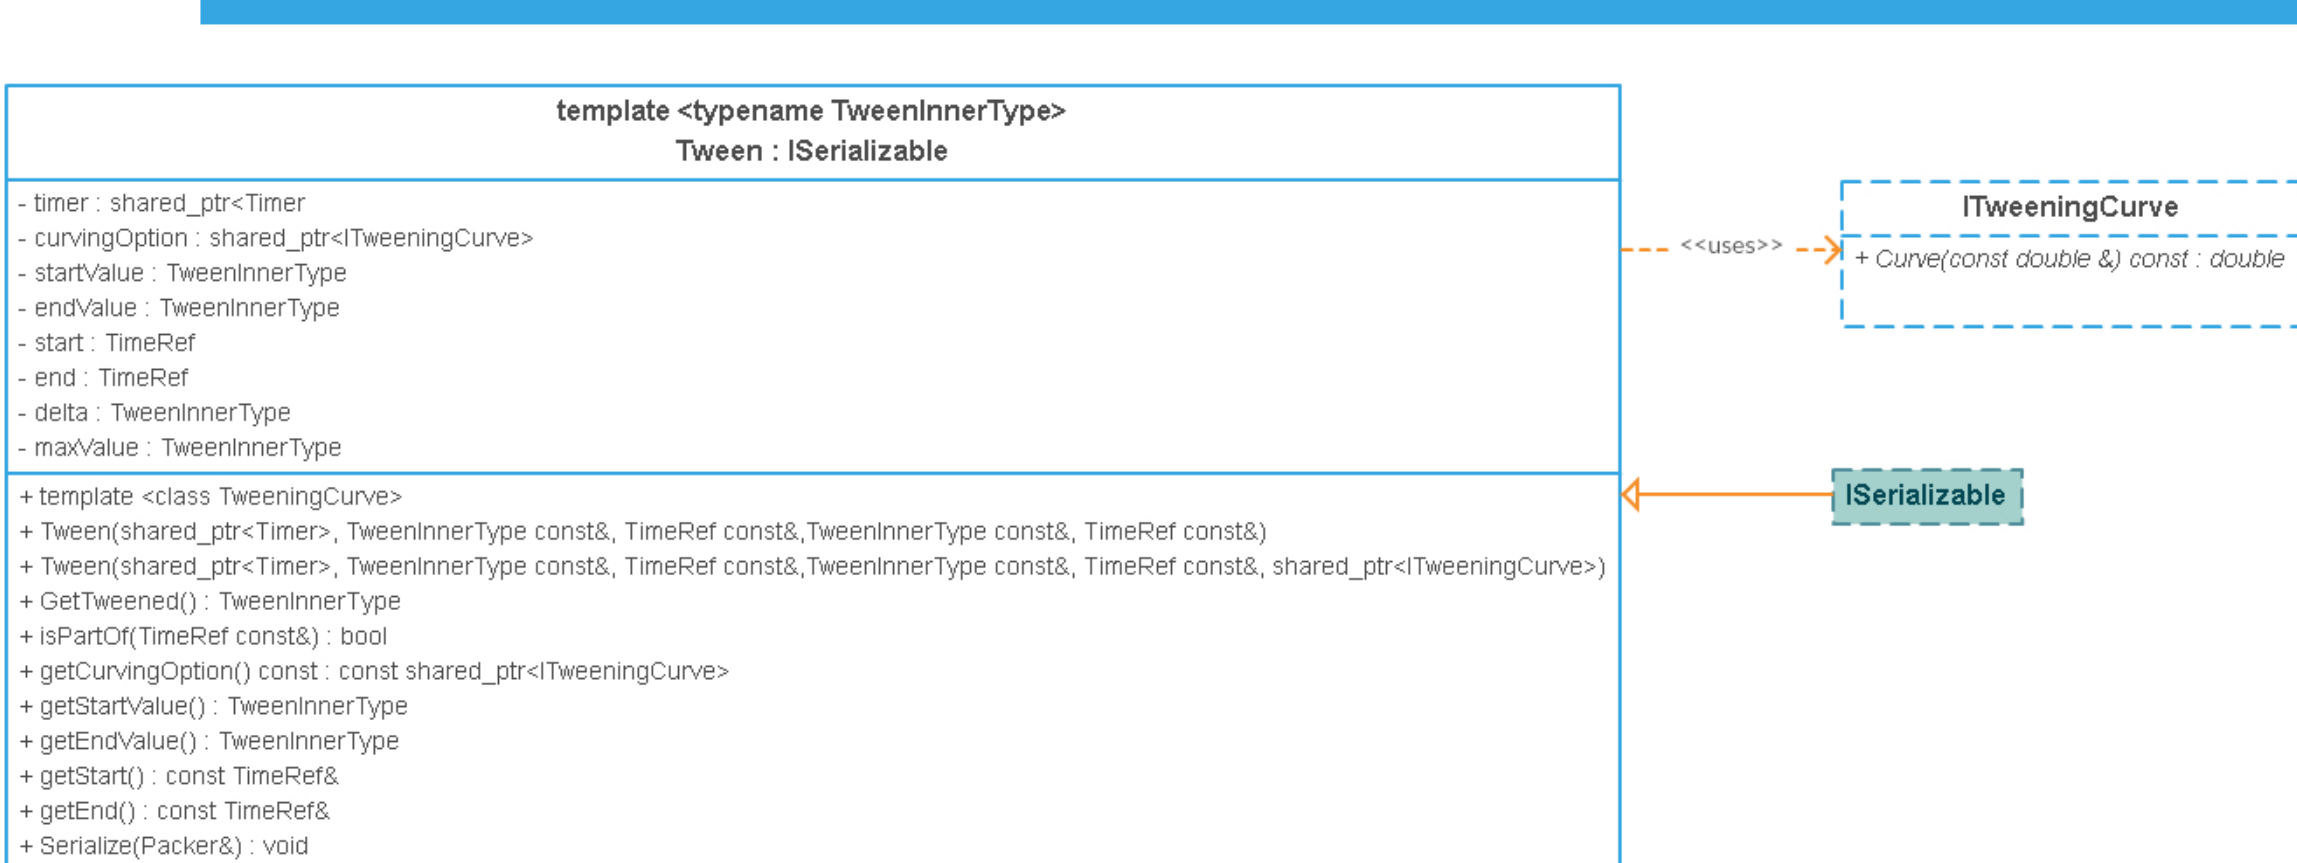 template <typename TweenInnerType>
Tween : ISerializable
- timer : shared_ptr<Timer
- curvingOption : shared_ptr<ITweeningCurve>
- startValue : TweenInnerType
- endValue : TweenInnerType
- start : TimeRef
- end : TimeRef
- delta : TweenInnerType
- maxValue : TweenInnerType
+ template <class TweeningCurve>
+ Tween(shared_ptr<Timer>, TweenInnerType const&, TimeRef const&,TweenInnerType const&, TimeRef const&)
+ Tween(shared_ptr<Timer>, TweenInnerType const&, TimeRef const&,TweenInnerType const&, TimeRef const&, shared_ptr<ITweeningCurve>)
+ GetTweened() : TweenInnerType
+ isPartOf(TimeRef const&) : bool
+ getCurvingOption() const : const shared_ptr<ITweeningCurve>
+ getStartValue() : TweenInnerType
+ getEndValue() : TweenInnerType
+ getStart() : const TimeRef&
+ getEnd() : const TimeRef&
+ Serialize(Packer&) : void
<<uses>>
ITweeningCurve
+ Curve(const double &) const : double
ISerializable